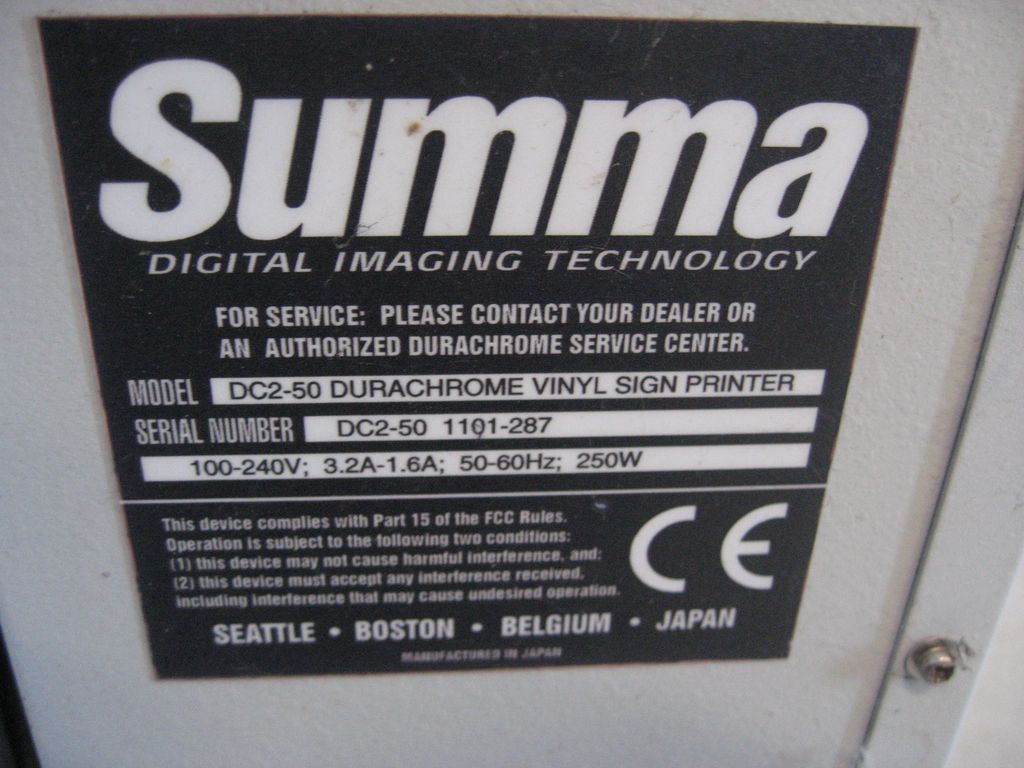 Summa
DIGITAL IMAGING TECHNOLOGY
FOR SERVICE: PLEASE CONTACT YOUR DEALER OR
AN AUTHORIZED DURACHROME SERVICE CENTER.
MODEL DC2-50 DURACHROME VINYL SIGN PRINTER
SERIAL NUMBER DC2-50 1101-287
100-240V; 3.2A-1.6A; 50-60Hz; 250W
This device complies with Part 15 of the FCC Rules.
Operation is subject to the following two conditions:
(1) this device may not cause harmful interference, and:
(2) this device must accept any interference received,
including interference that may cause undesired operation.
CE
SEATTLE • BOSTON • BELGIUM • JAPAN
MANUFACTURED IN JAPAN